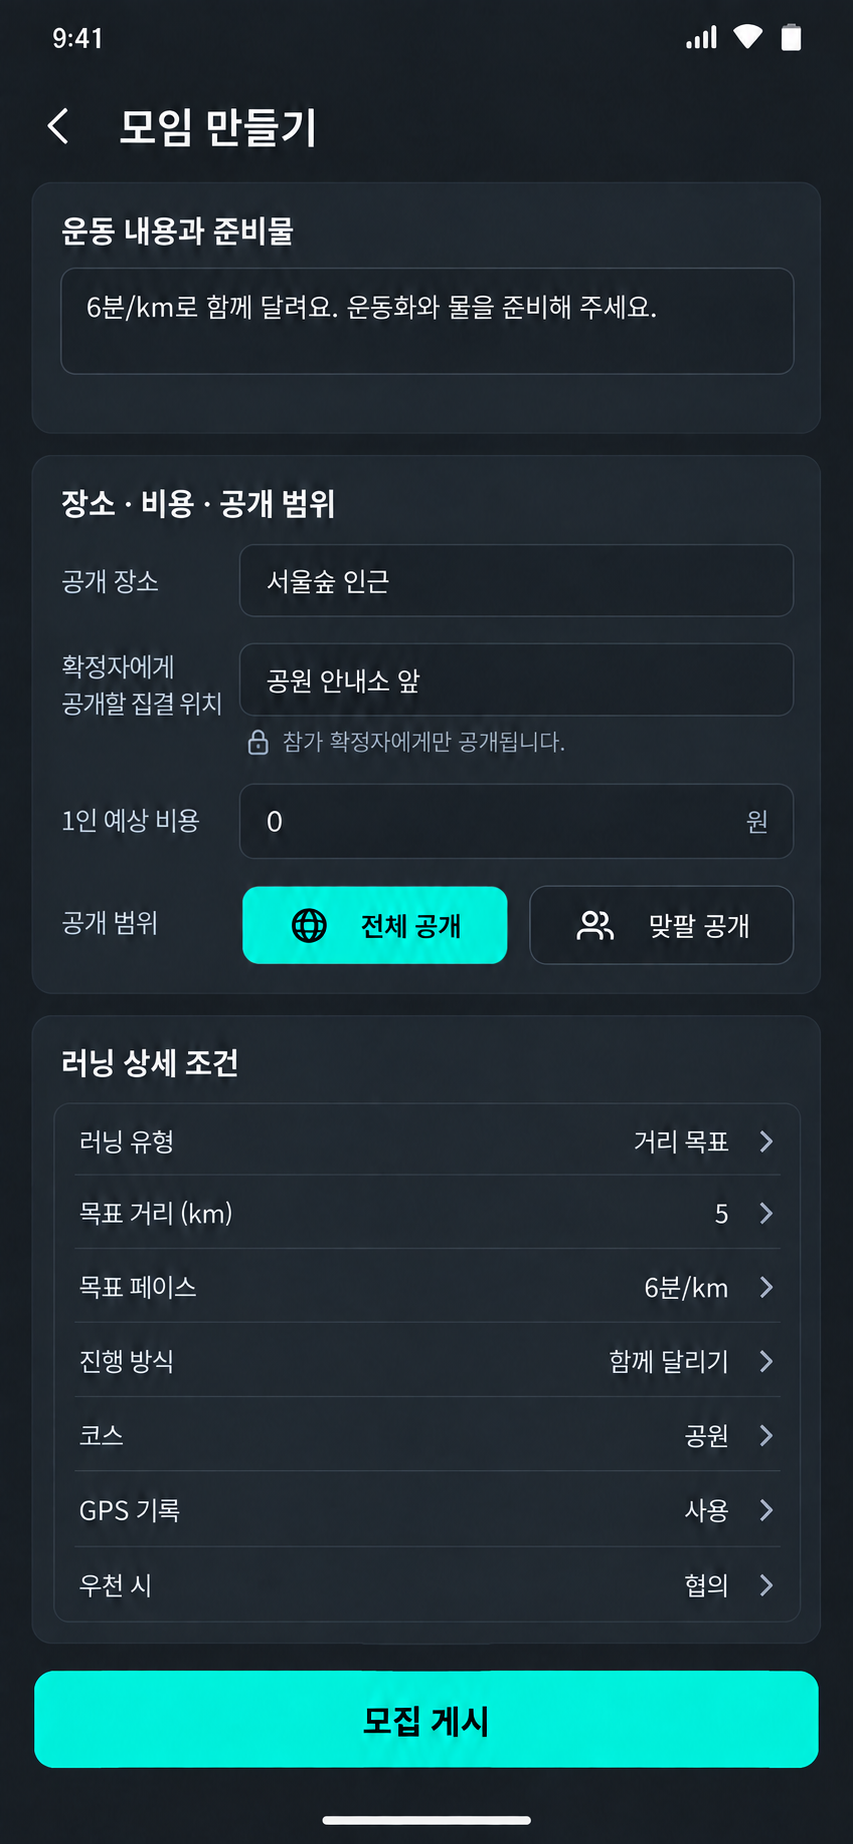 9:41
모임 만들기
운동 내용과 준비물
6분/km로 함께 달려요. 운동화와 물을 준비해 주세요.
장소 · 비용 · 공개 범위
공개 장소
서울숲 인근
확정자에게
공개할 집결 위치
공원 안내소 앞
참가 확정자에게만 공개됩니다.
1인 예상 비용
0
원
공개 범위
전체 공개
맞팔 공개
러닝 상세 조건
러닝 유형
거리 목표
목표 거리 (km)
5
목표 페이스
6분/km
진행 방식
함께 달리기
코스
공원
GPS 기록
사용
우천 시
협의
모집 게시